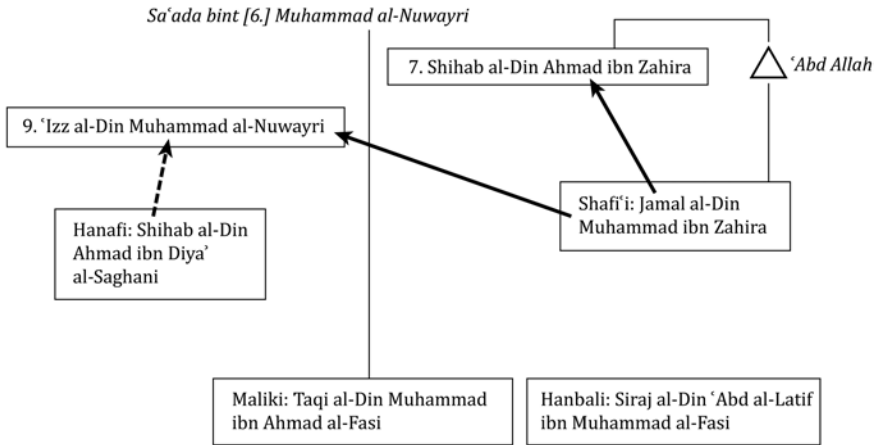 Saʿada bint [6.] Muhammad al-Nuwayri
7. Shihab al-Din Ahmad ibn Zahira
ʿAbd Allah
9. ʿIzz al-Din Muhammad al-Nuwayri
Shafiʿi: Jamal al-Din
Muhammad ibn Zahira
Hanafi: Shihab al-Din
Ahmad ibn Diyaʾ
al-Saghani
Maliki: Taqi al-Din Muhammad
ibn Ahmad al-Fasi
Hanbali: Siraj al-Din ʿAbd al-Latif
ibn Muhammad al-Fasi